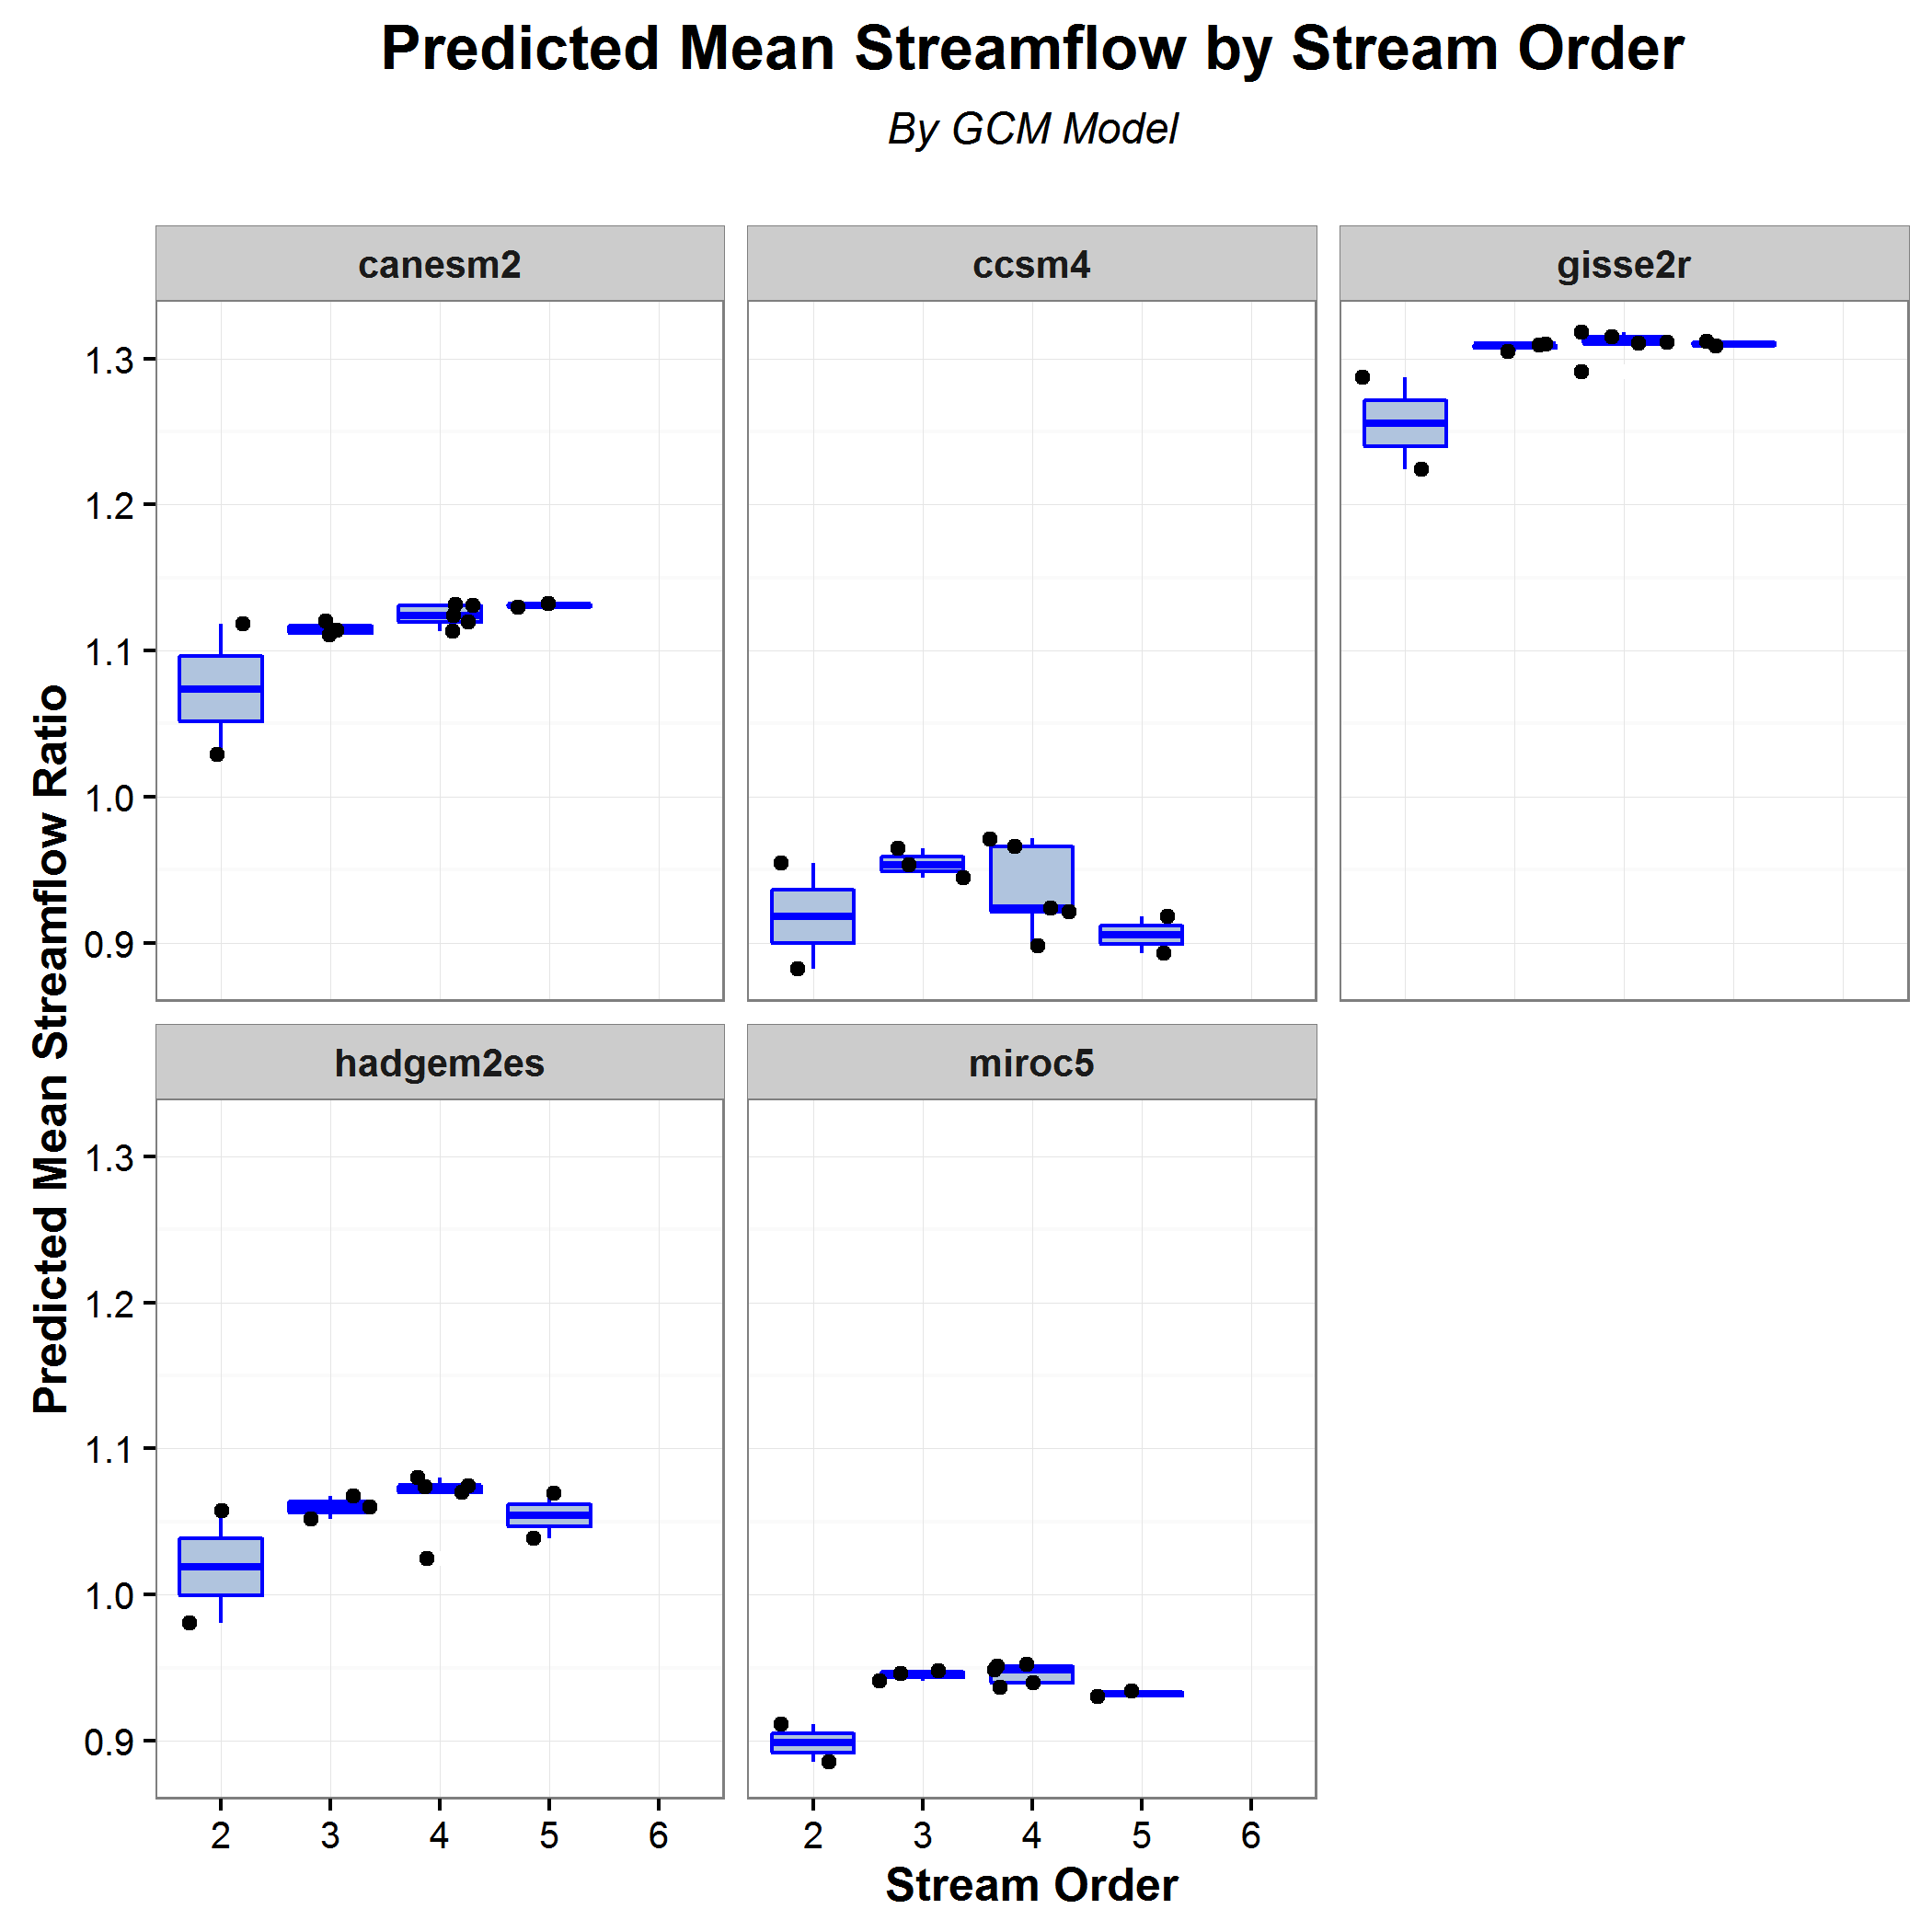 Predicted Mean Streamflow by Stream Order
By GCM Model
canesm2
ccsm4
gisse2r
1.3
1.2
1.1
1.0
0.9
Predicted Mean Streamflow Ratio
hadgem2es
miroc5
1.3
1.2
1.1
1.0
0.9
2 3 4 5 6
2 3 4 5 6
Stream Order